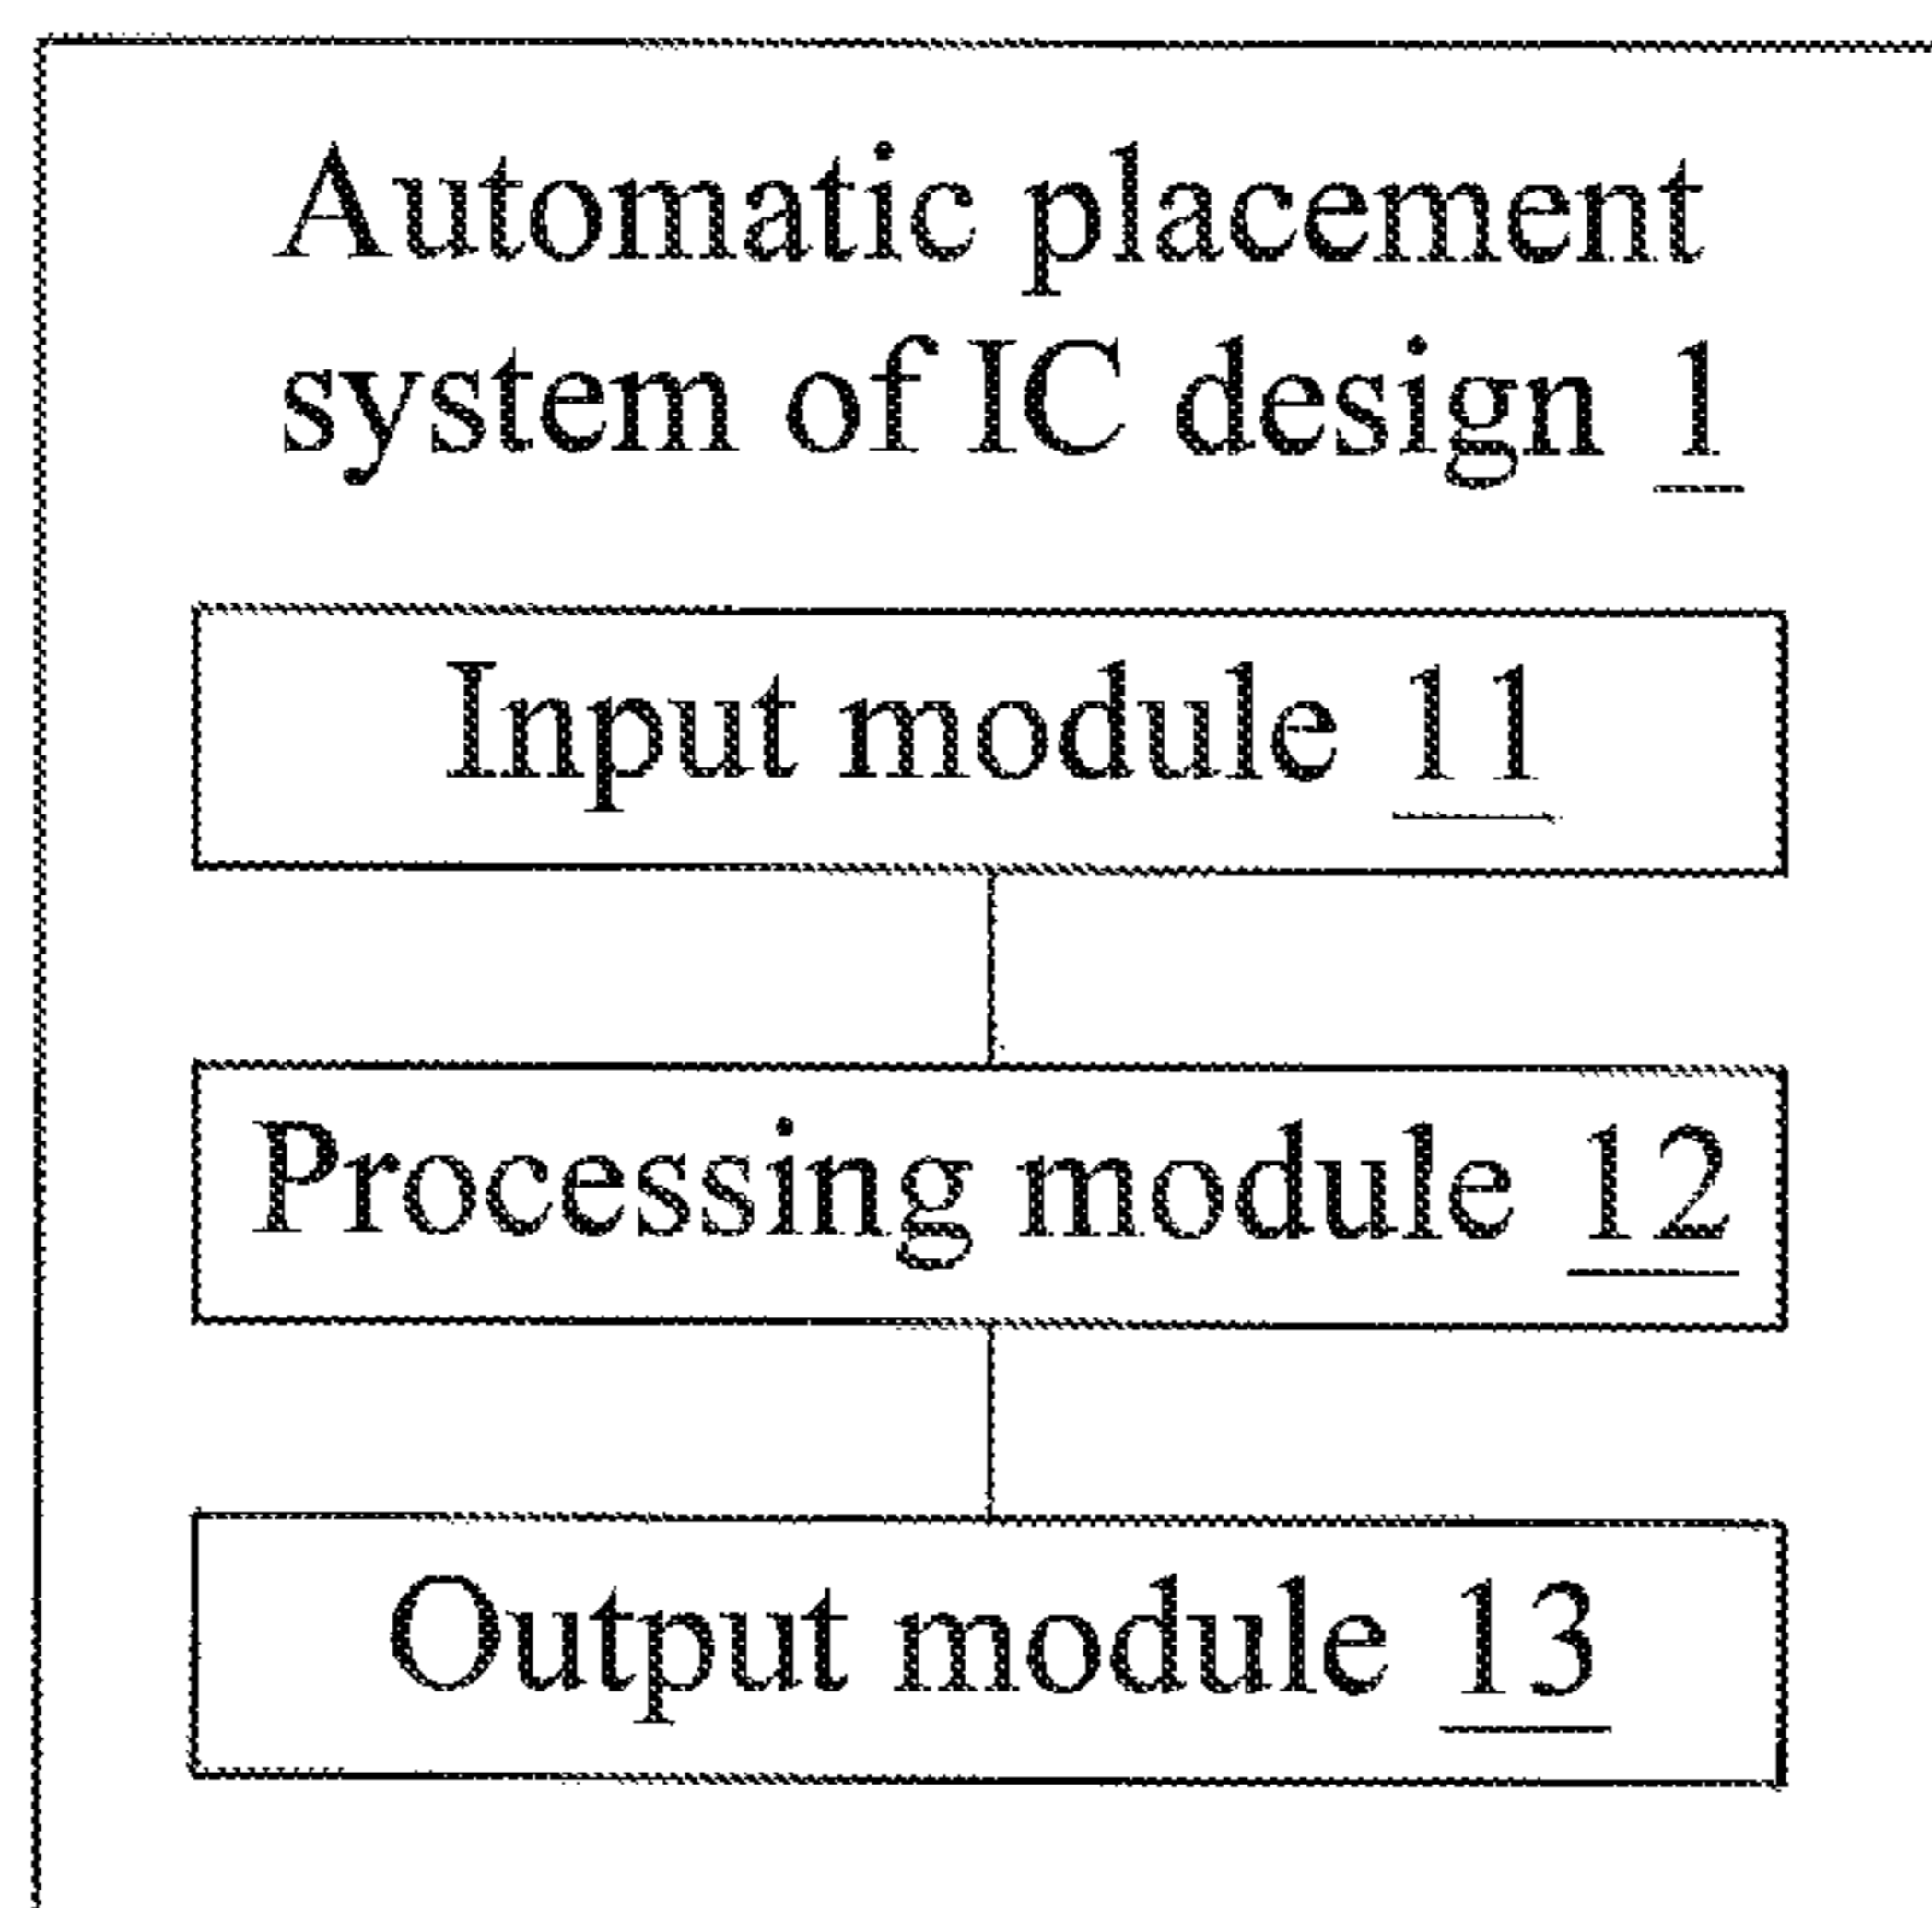 Automatic placement
system of IC design 1
Input module 11
Processing module 12
Output module 13